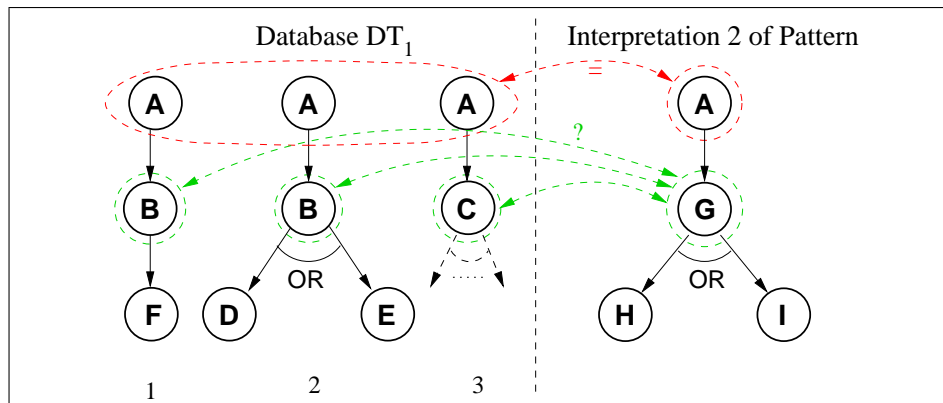 Database DT1 Interpretation 2 of Pattern
=
A A A A
?
B B C G
OR ..... OR
F D E H I
1 2 3